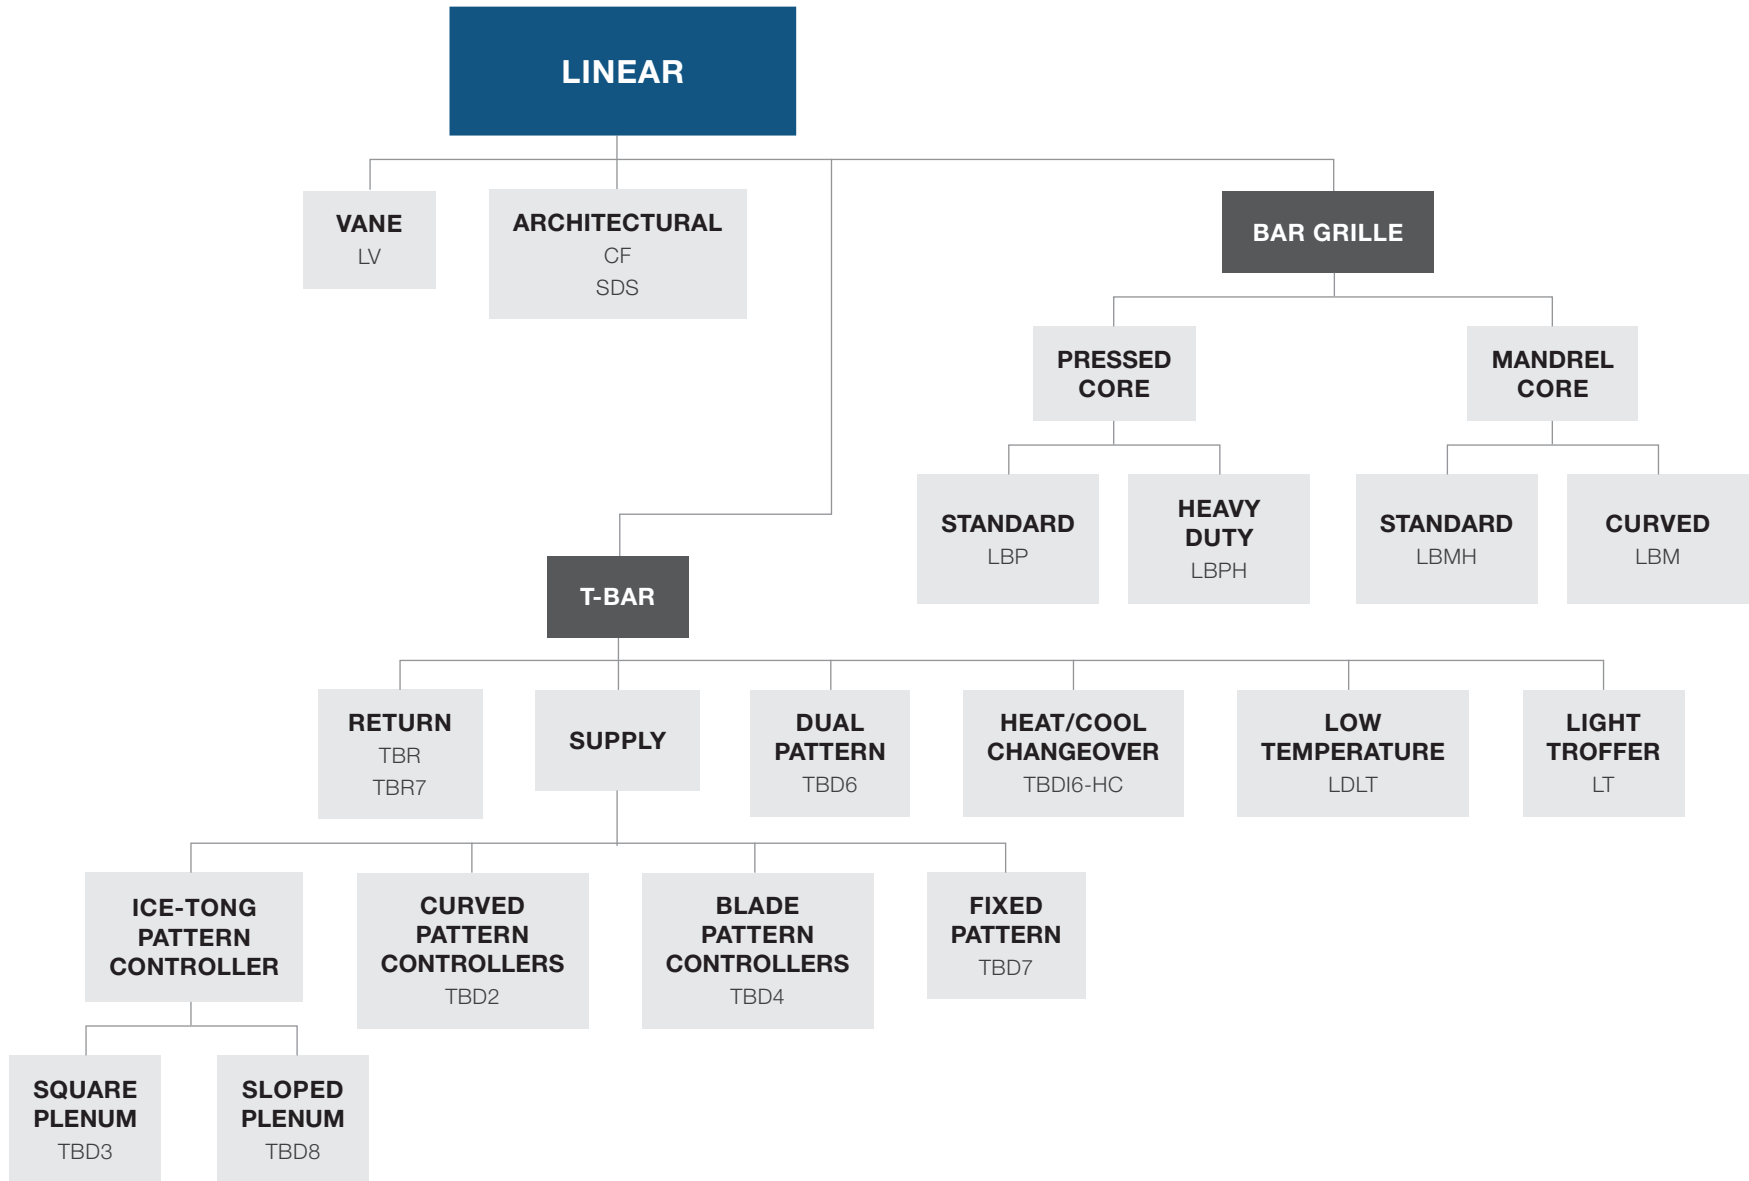 LINEAR
VANE
LV
ARCHITECTURAL
CF
SDS
BAR GRILLE
PRESSED
CORE
MANDREL
CORE
STANDARD
LBP
HEAVY
DUTY
LBPH
STANDARD
LBMH
CURVED
LBM
T-BAR
RETURN
TBR
TBR7
SUPPLY
DUAL
PATTERN
TBD6
HEAT/COOL
CHANGEOVER
TBDI6-HC
LOW
TEMPERATURE
LDLT
LIGHT
TROFFER
LT
ICE-TONG
PATTERN
CONTROLLER
CURVED
PATTERN
CONTROLLERS
TBD2
BLADE
PATTERN
CONTROLLERS
TBD4
FIXED
PATTERN
TBD7
SQUARE
PLENUM
TBD3
SLOPED
PLENUM
TBD8